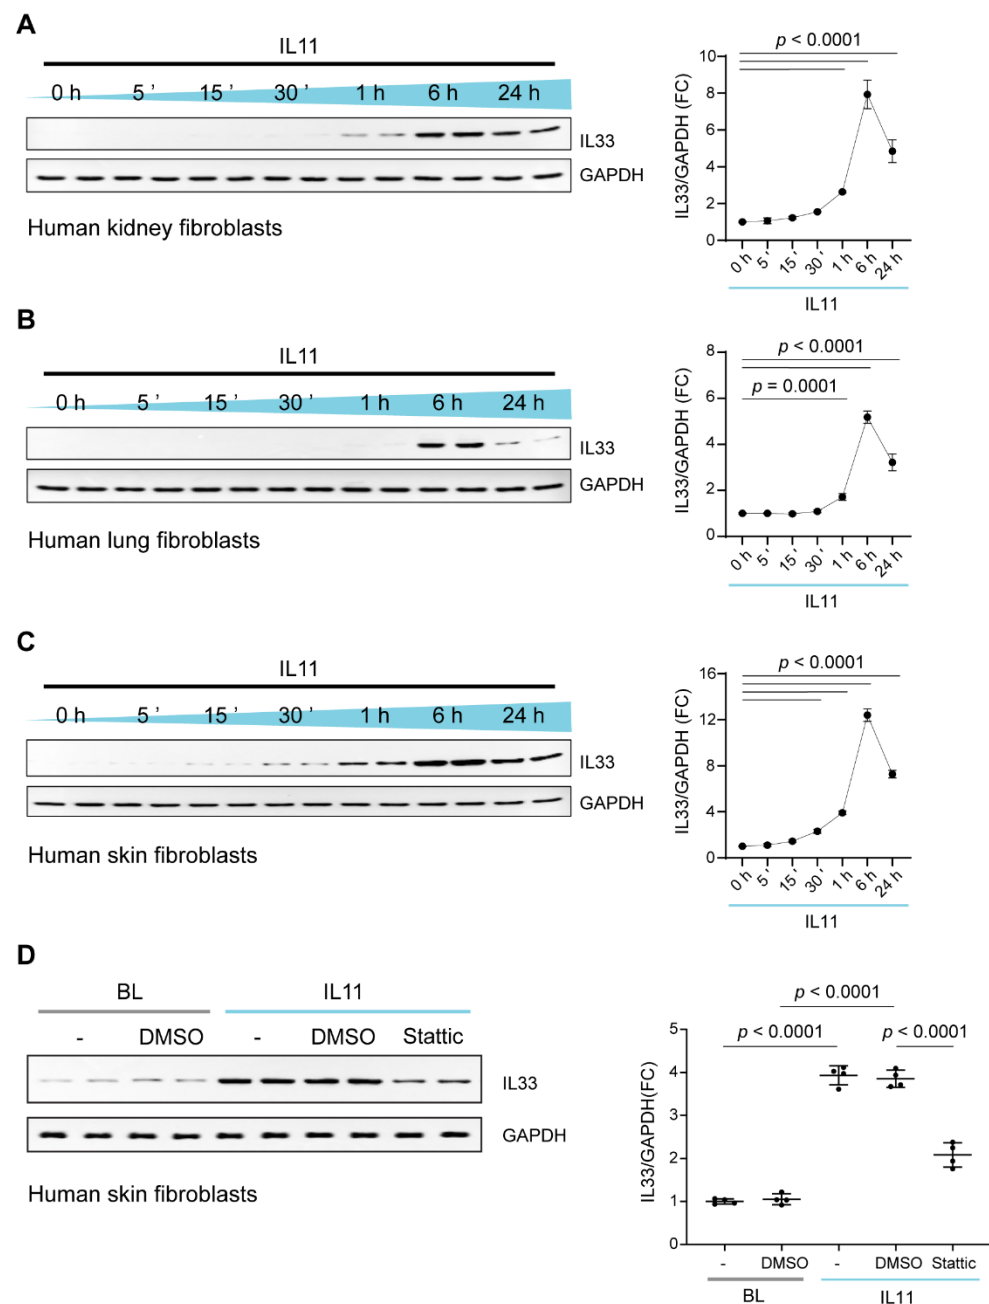 A
IL11
0 h 5 ' 15 ' 30 ' 1 h 6 h 24 h
IL33
GAPDH
Human kidney fibroblasts
p < 0.0001
IL33/GAPDH (FC)
10
8
6
4
2
0
0 h 5 ' 15 ' 30 ' 1 h 6 h 24 h
IL11
B
IL11
0 h 5 ' 15 ' 30 ' 1 h 6 h 24 h
IL33
GAPDH
Human lung fibroblasts
p < 0.0001
p = 0.0001
IL33/GAPDH (FC)
8
6
4
2
0
0 h 5 ' 15 ' 30 ' 1 h 6 h 24 h
IL11
C
IL11
0 h 5 ' 15 ' 30 ' 1 h 6 h 24 h
IL33
GAPDH
Human skin fibroblasts
p < 0.0001
IL33/GAPDH (FC)
16
12
8
4
0
0 h 5 ' 15 ' 30 ' 1 h 6 h 24 h
IL11
D
BL IL11
- DMSO - DMSO Stattic
IL33
GAPDH
Human skin fibroblasts
p < 0.0001
p < 0.0001 p < 0.0001
IL33/GAPDH(FC)
5
4
3
2
1
0
- DMSO - DMSO Stattic
BL IL11